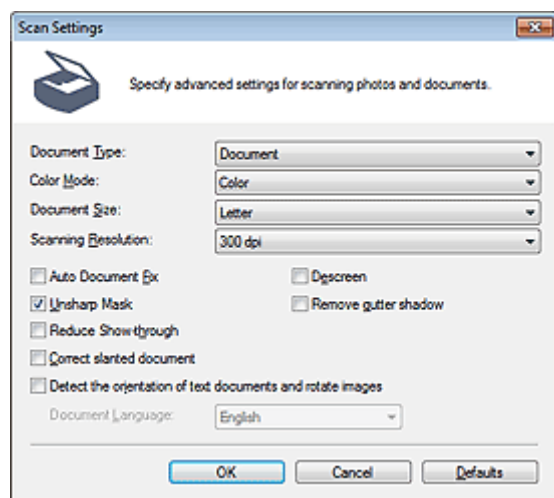 Scan Settings
Specify advanced settings for scanning photos and documents.
Document Type: Document
Color Mode: Color
Document Size: Letter
Scanning Resolution: 300 dpi
Auto Document Fix Descreen
Unsharp Mask Remove gutter shadow
Reduce Show-through
Correct slanted document
Detect the orientation of text documents and rotate images
Document Language: English
OK Cancel Defaults